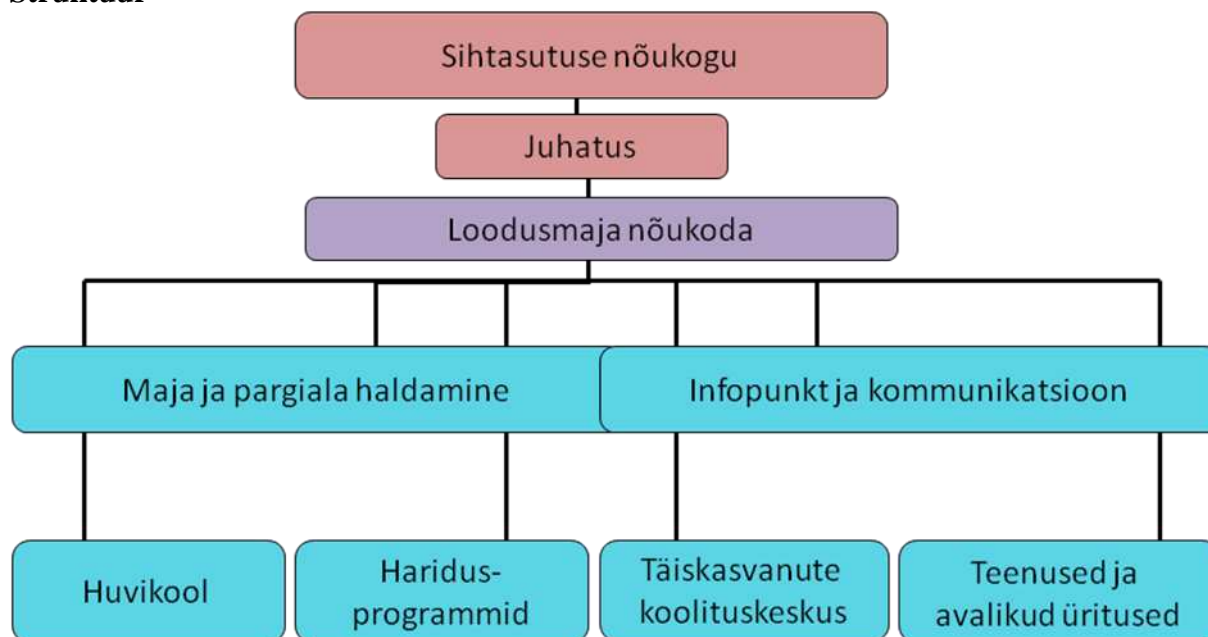 Struktuur
Sihtasutuse nõukogu
Juhatus
Loodusmaja nõukoda
Maja ja pargiala haldamine
Infopunkt ja kommunikatsioon
Huvikool
Haridus-
programmid
Täiskasvanute
koolituskeskus
Teenused ja
avalikud üritused